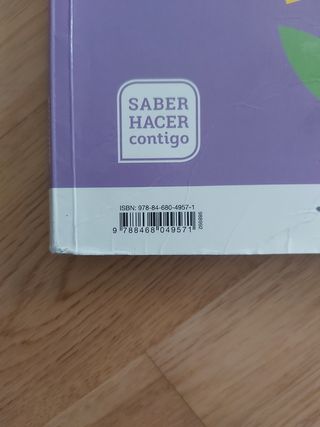 SABER
HACER
contigo
ISBN: 978-84-680-4957-1
9 788468 049571